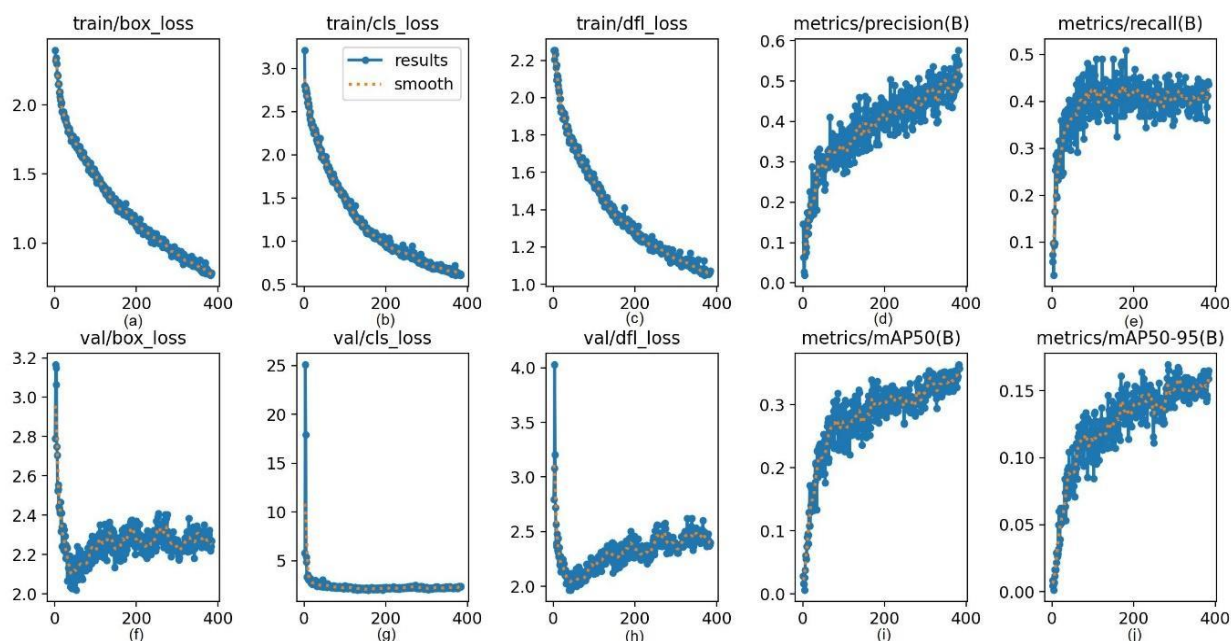 train/box_loss train/cls_loss train/dfl_loss metrics/precision(B) metrics/recall(B)
2.0
1.5
1.0
0 200 400
(a)
3.0
2.5
2.0
1.5
1.0
0.5
results
smooth
0 200 400
(b)
2.2
2.0
1.8
1.6
1.4
1.2
1.0
0 200 400
(c)
0.6
0.5
0.4
0.3
0.2
0.1
0.0
0 200 400
(d)
0.5
0.4
0.3
0.2
0.1
0 200 400
(e)
val/box_loss val/cls_loss val/dfl_loss metrics/mAP50(B) metrics/mAP50-95(B)
3.2
3.0
2.8
2.6
2.4
2.2
2.0
0 200 400
(f)
25
20
15
10
5
0 200 400
(g)
4.0
3.5
3.0
2.5
2.0
0 200 400
(h)
0.3
0.2
0.1
0.0
0 200 400
(i)
0.15
0.10
0.05
0.00
0 200 400
(j)